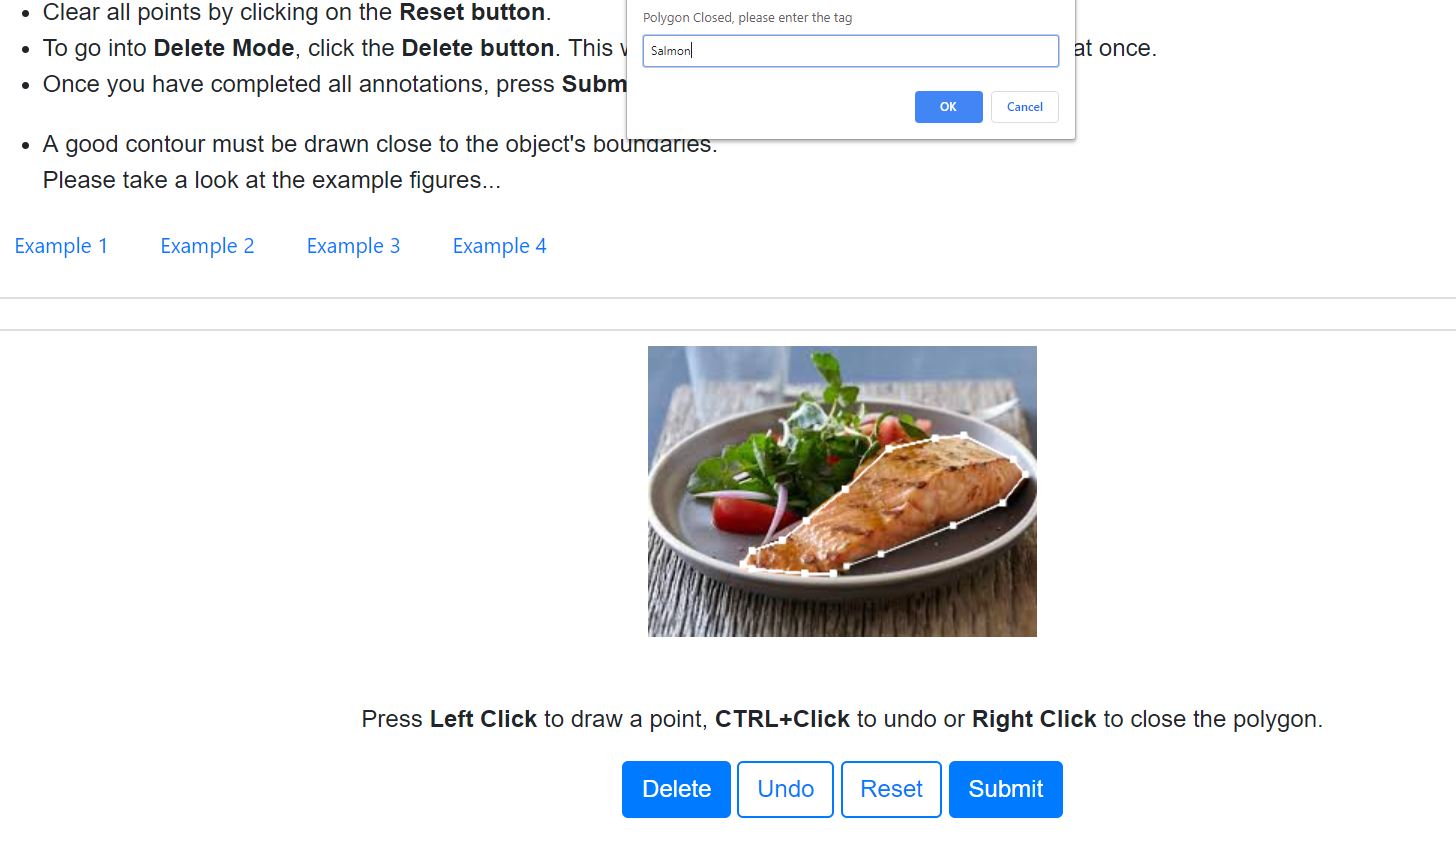 Clear all points by clicking on the Reset button.
To go into Delete Mode, click the Delete button. This at once.
Once you have completed all annotations, press Subm
A good contour must be drawn close to the object's boundaries.
Please take a look at the example figures...
Polygon Closed, please enter the tag
Salmon
OK Cancel
Example 1 Example 2 Example 3 Example 4
Press Left Click to draw a point, CTRL+Click to undo or Right Click to close the polygon.
Delete Undo Reset Submit